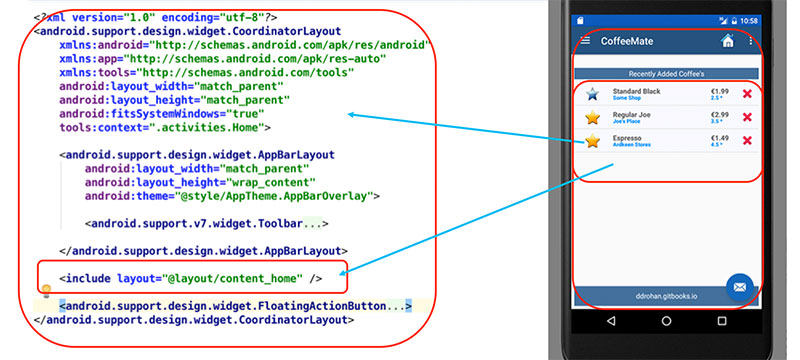 <?xml version="1.0" encoding="utf-8"?>
<android.support.design.widget.CoordinatorLayout
xmlns:android="http://schemas.android.com/apk/res/android"
xmlns:app="http://schemas.android.com/apk/res-auto"
xmlns:tools="http://schemas.android.com/tools"
android:layout_width="match_parent"
android:layout_height="match_parent"
android:fitsSystemWindows="true"
tools:context=".activities.Home">
<android.support.design.widget.AppBarLayout
android:layout_width="match_parent"
android:layout_height="wrap_content"
android:theme="@style/AppTheme.AppBarOverlay">
<android.support.v7.widget.Toolbar...>
</android.support.design.widget.AppBarLayout>
<include layout="@layout/content_home" />
<android.support.design.widget.FloatingActionButton...>
</android.support.design.widget.CoordinatorLayout>
10:58
CoffeeMate
Recently Added Coffee's
Standard Black €1.99
Some Shop 2.5 *
Regular Joe €2.99
Joe's Place 3.5 *
Espresso €1.49
Ardkeen Stores 4.5 *
ddrohan.gitbooks.io